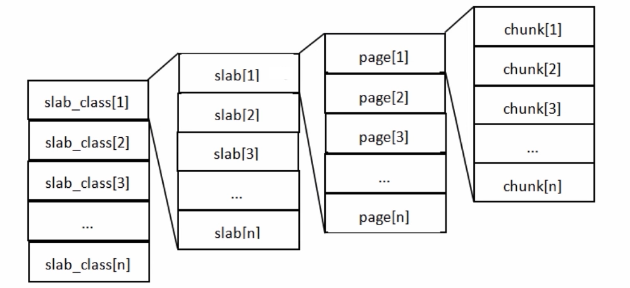 slab_class[1]
slab_class[2]
slab_class[3]
...
slab_class[n]
slab[1]
slab[2]
slab[3]
...
slab[n]
page[1]
page[2]
page[3]
...
page[n]
chunk[1]
chunk[2]
chunk[3]
...
chunk[n]